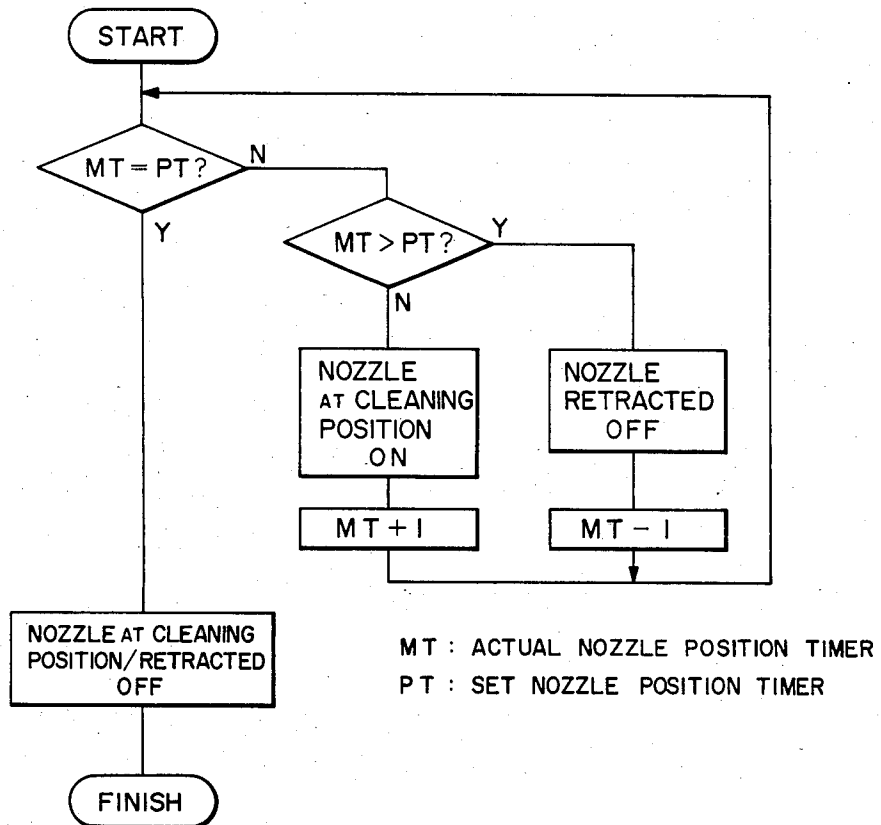 START
MT = PT?
N
Y
MT > PT?
Y
N
NOZZLE
AT CLEANING
POSITION
ON
NOZZLE
RETRACTED
OFF
MT + 1
MT - 1
NOZZLE AT CLEANING
POSITION/RETRACTED
OFF
MT : ACTUAL NOZZLE POSITION TIMER
PT : SET NOZZLE POSITION TIMER
FINISH